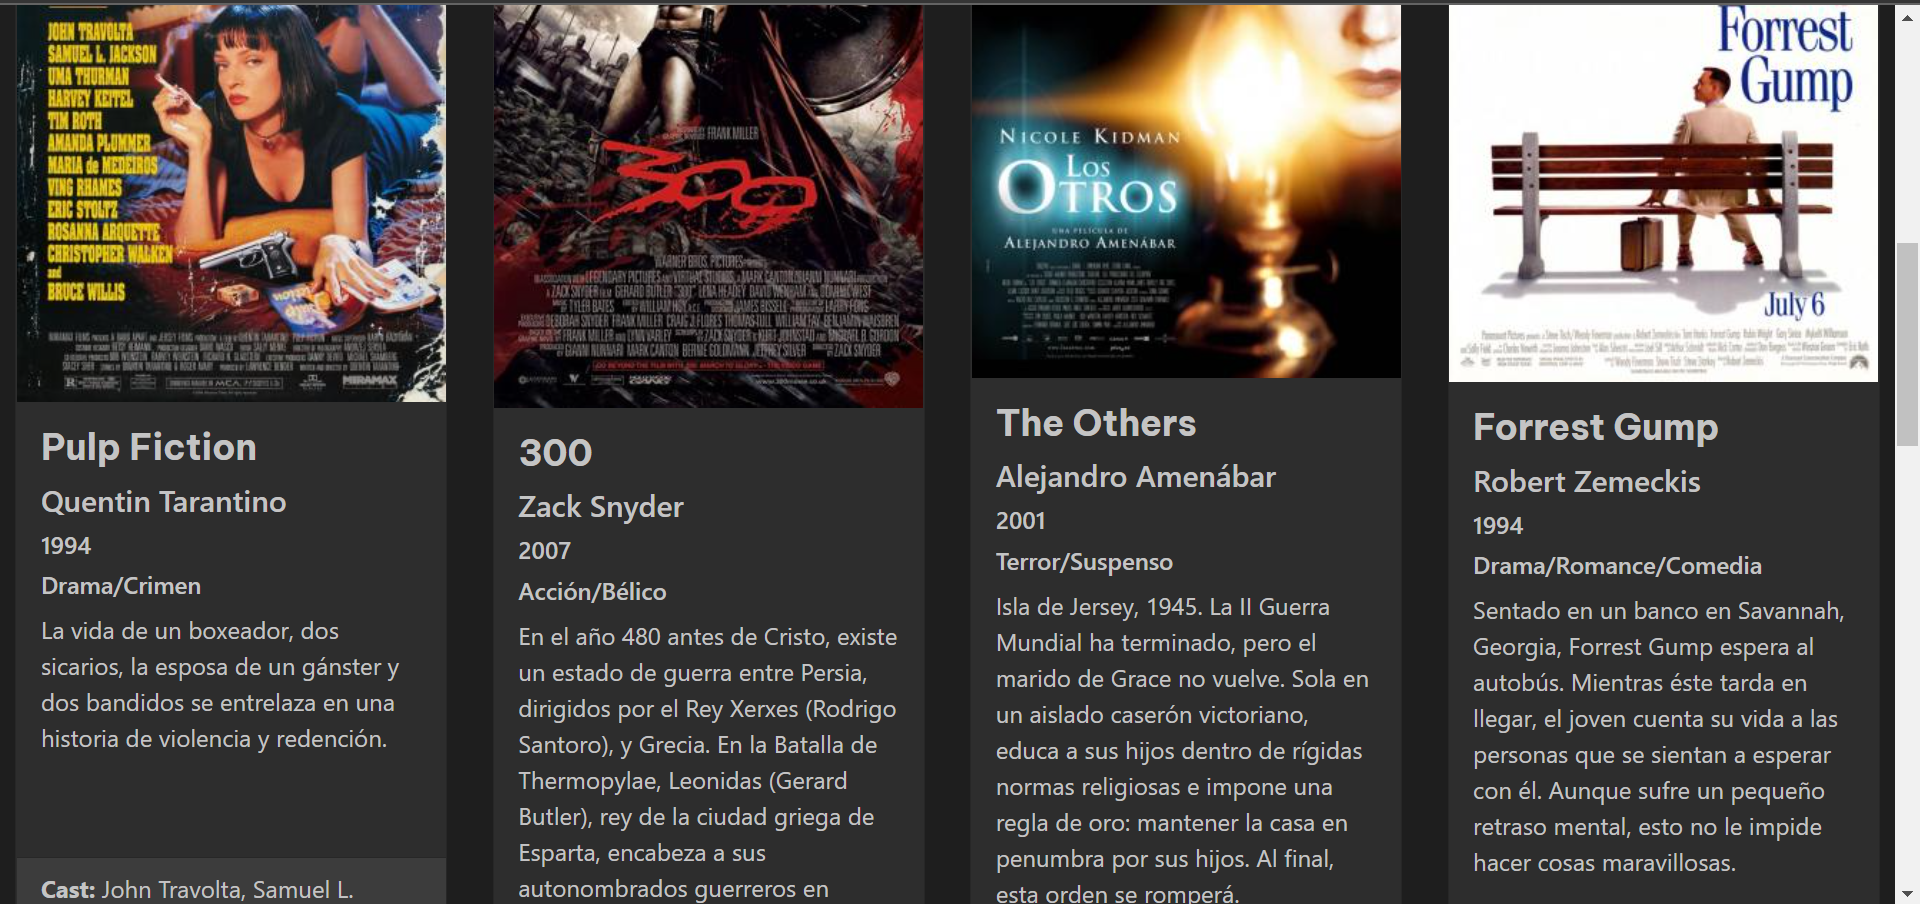 JOHN TRAVOLTA
SAMUEL L. JACKSON
UMA THURMAN
HARVEY KEITEL
TIM ROTH
AMANDA PLUMMER
MARIA de MEDEIROS
VING RHAMES
ERIC STOLTZ
ROSANNA ARQUETTE
CHRISTOPHER WALKEN
and
BRUCE WILLIS
MIRAMAX
Pulp Fiction
Quentin Tarantino
1994
Drama/Crimen
La vida de un boxeador, dos
sicarios, la esposa de un gánster y
dos bandidos se entrelaza en una
historia de violencia y redención.
Cast: John Travolta, Samuel L.
FRANK MILLER
300
WARNER BROS. PICTURES
300
Zack Snyder
2007
Acción/Bélico
En el año 480 antes de Cristo, existe
un estado de guerra entre Persia,
dirigidos por el Rey Xerxes (Rodrigo
Santoro), y Grecia. En la Batalla de
Thermopylae, Leonidas (Gerard
Butler), rey de la ciudad griega de
Esparta, encabeza a sus
autonombrados guerreros en
NICOLE KIDMAN
LOS
OTROS
UNA PELÍCULA DE
ALEJANDRO AMENÁBAR
The Others
Alejandro Amenábar
2001
Terror/Suspenso
Isla de Jersey, 1945. La II Guerra
Mundial ha terminado, pero el
marido de Grace no vuelve. Sola en
un aislado caserón victoriano,
educa a sus hijos dentro de rígidas
normas religiosas e impone una
regla de oro: mantener la casa en
penumbra por sus hijos. Al final,
esta orden se romperá.
Forrest
Gump
July 6
Forrest Gump
Robert Zemeckis
1994
Drama/Romance/Comedia
Sentado en un banco en Savannah,
Georgia, Forrest Gump espera al
autobús. Mientras éste tarda en
llegar, el joven cuenta su vida a las
personas que se sientan a esperar
con él. Aunque sufre un pequeño
retraso mental, esto no le impide
hacer cosas maravillosas.